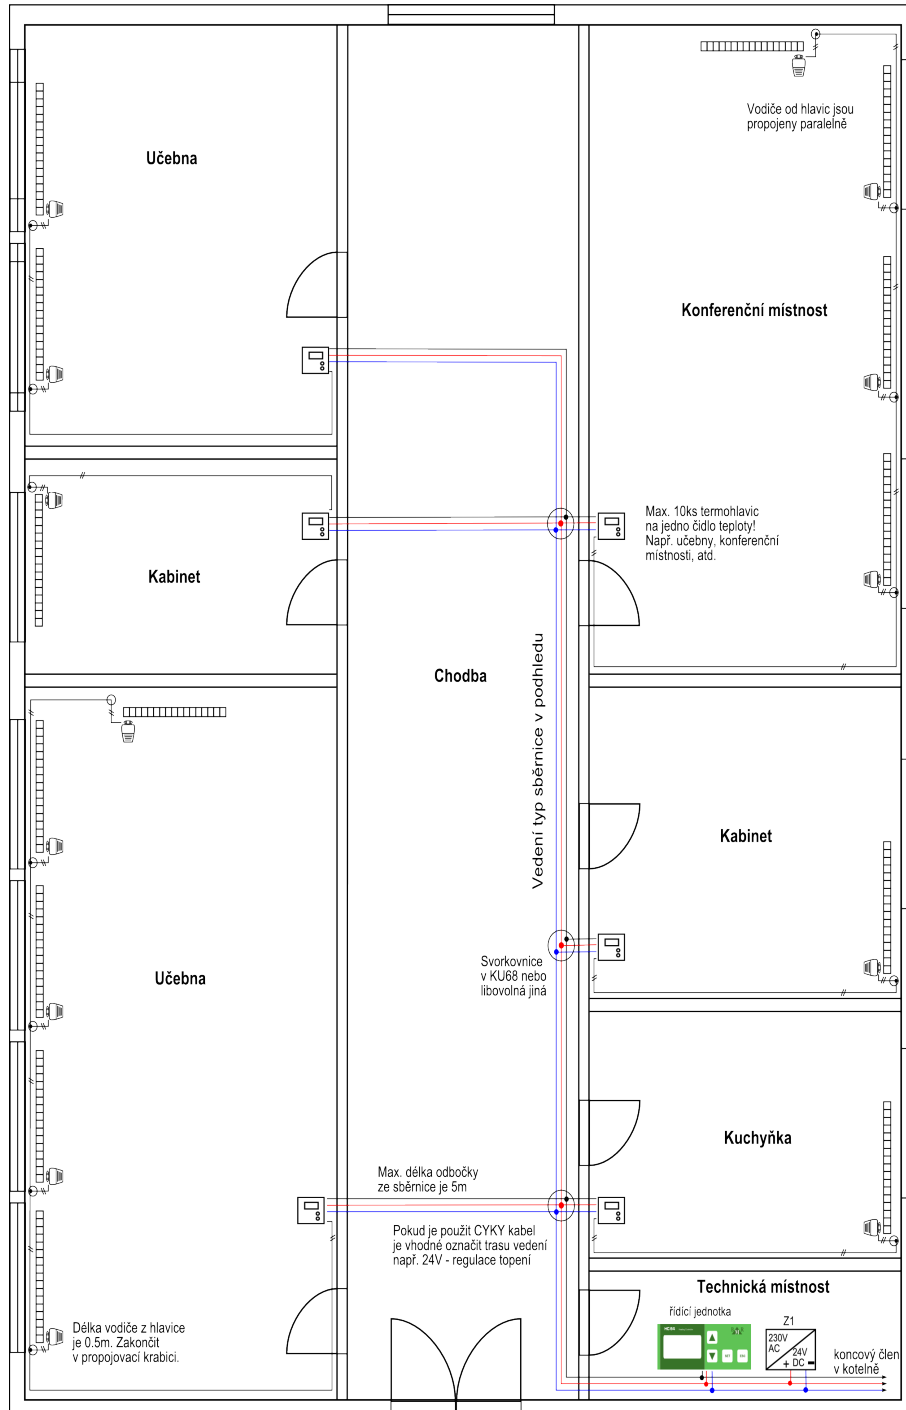 Vodiče od hlavic jsou
propojeny paralelně
Učebna
Konferenční místnost
Max. 10ks termohlavic
na jedno čidlo teploty!
Např. učebny, konferenční
místnosti, atd.
Kabinet
Chodba
Vedení typ sběrnice v podhledu
Kabinet
Učebna
Svorkovnice
v KU68 nebo
libovolná jiná
Kuchyňka
Max. délka odbočky
ze sběrnice je 5m
Pokud je použit CYKY kabel
je vhodné označit trasu vedení
např. 24V - regulace topení
Technická místnost
řídící jednotka
Z1
230V
AC
24V
DC
+
koncový člen
v kotelně
Délka vodiče z hlavice
je 0.5m. Zakončit
v propojovací krabici.